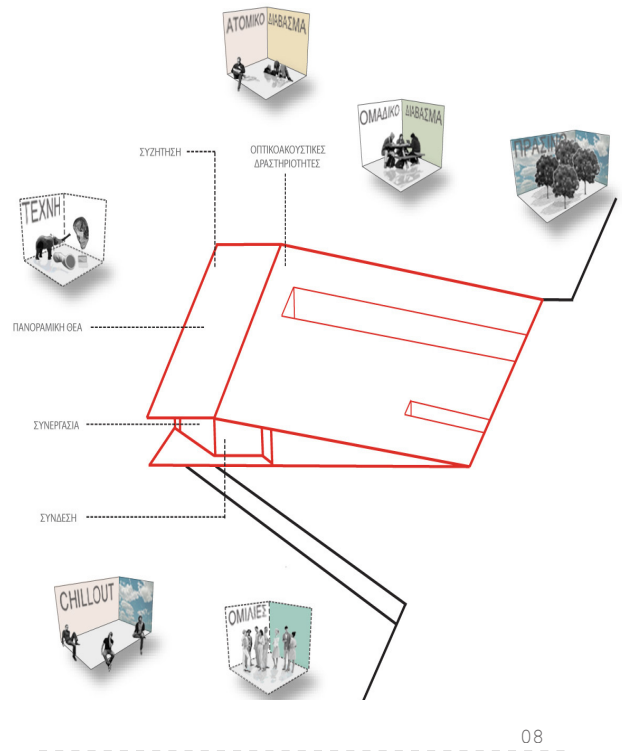 ΑΤΟΜΙΚΟ ΔΙΑΒΑΣΜΑ
ΟΜΑΔΙΚΟ ΔΙΑΒΑΣΜΑ
ΠΡΑΣΙΝΟ
ΣΥΖΗΤΗΣΗ
ΟΠΤΙΚΟΑΚΟΥΣΤΙΚΕΣ
ΔΡΑΣΤΗΡΙΟΤΗΤΕΣ
ΤΕΧΝΗ
ΠΑΝΟΡΑΜΙΚΗ ΘΕΑ
ΣΥΝΕΡΓΑΣΙΑ
ΣΥΝΔΕΣΗ
CHILLOUT
ΟΜΙΛΙΕΣ
08